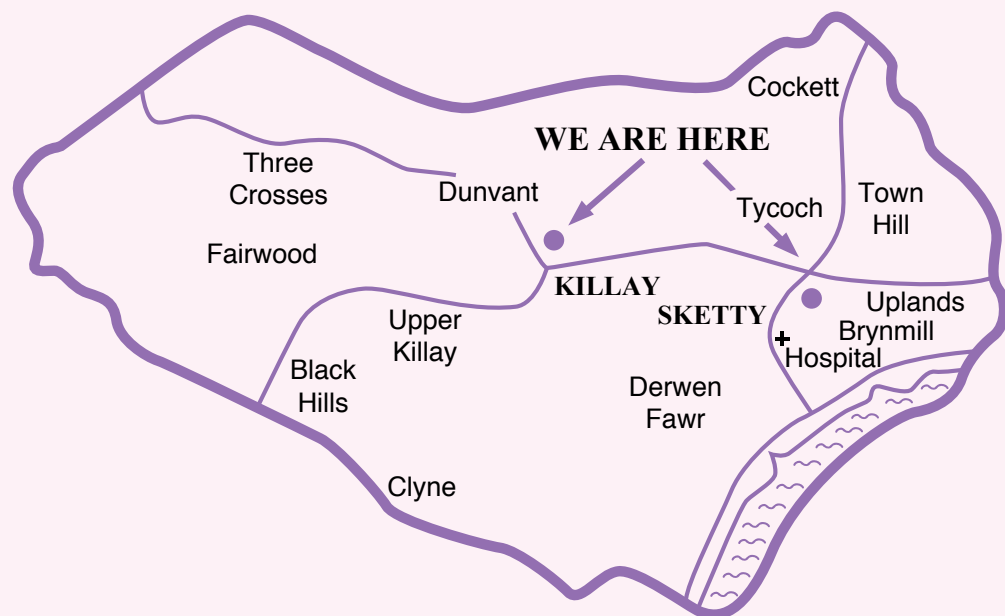 Cockett
WE ARE HERE
Three
Crosses
Dunvant
Tycoch
Town
Hill
Fairwood
KILLAY
SKETTY
Uplands
Brynmill
Hospital
Upper
Killay
Black
Hills
Derwen
Fawr
Clyne